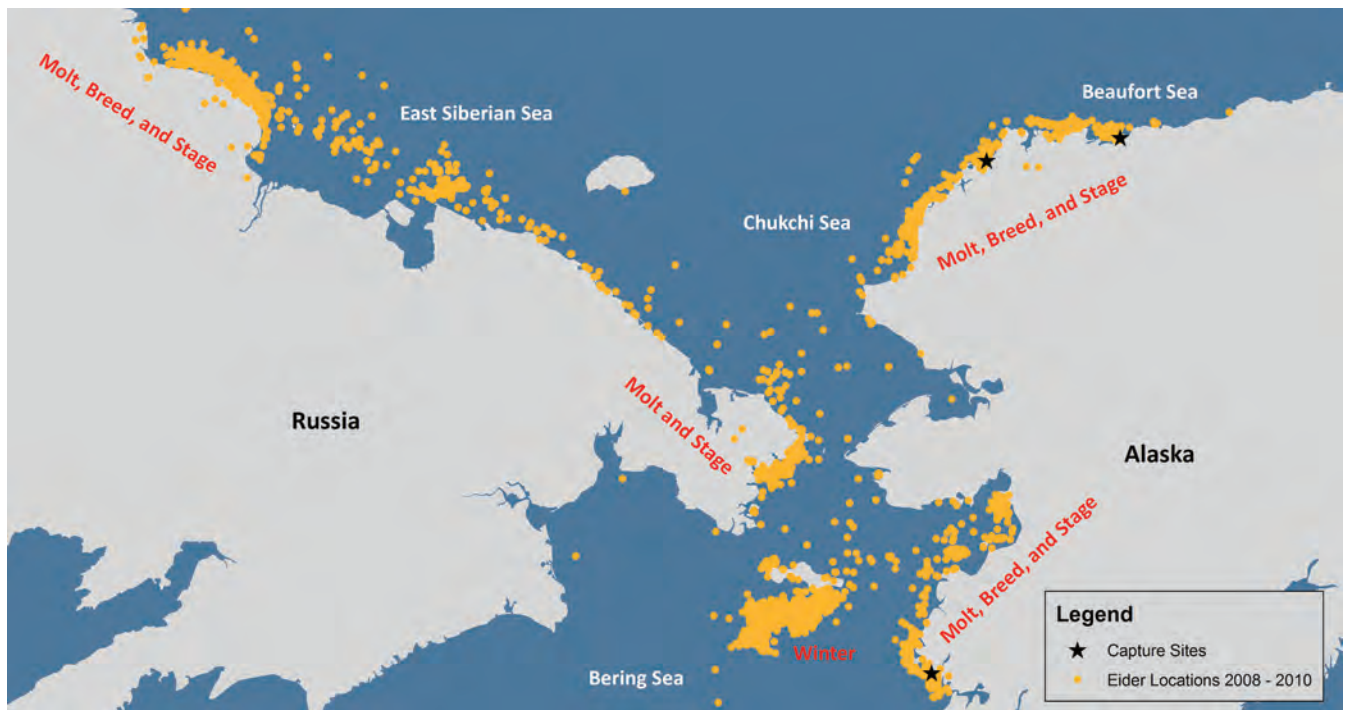 Molt, Breed, and Stage
East Siberian Sea
Beaufort Sea
Chukchi Sea
Molt, Breed, and Stage
Russia
Molt and Stage
Alaska
Molt, Breed, and Stage
Winter
Bering Sea
Legend
Capture Sites
Eider Locations 2008 - 2010